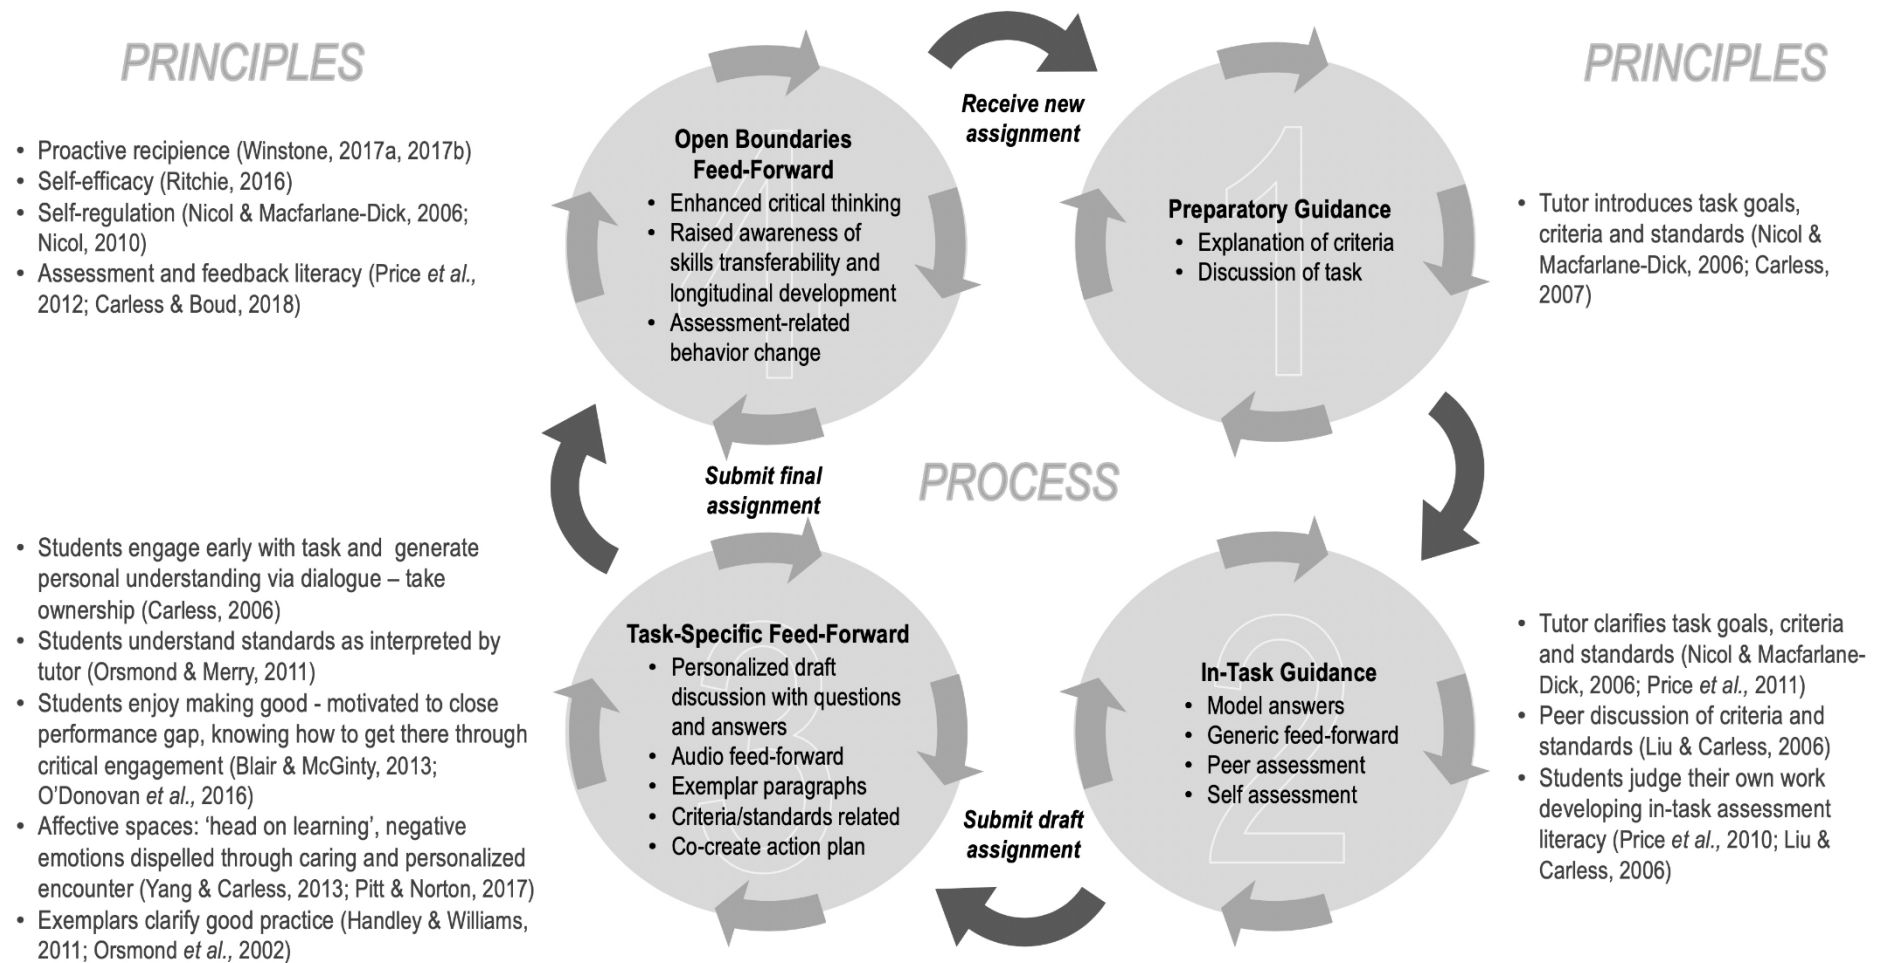 PRINCIPLES
• Proactive recipience (Winstone, 2017a, 2017b)
• Self-efficacy (Ritchie, 2016)
• Self-regulation (Nicol & Macfarlane-Dick, 2006;
Nicol, 2010)
• Assessment and feedback literacy (Price et al.,
2012; Carless & Boud, 2018)
4
Open Boundaries
Feed-Forward
• Enhanced critical thinking
• Raised awareness of
skills transferability and
longitudinal development
• Assessment-related
behavior change
Receive new
assignment
1
Preparatory Guidance
• Explanation of criteria
• Discussion of task
PRINCIPLES
• Tutor introduces task goals,
criteria and standards (Nicol &
Macfarlane-Dick, 2006; Carless,
2007)
Submit final
assignment
PROCESS
• Students engage early with task and generate
personal understanding via dialogue – take
ownership (Carless, 2006)
• Students understand standards as interpreted by
tutor (Orsmond & Merry, 2011)
• Students enjoy making good - motivated to close
performance gap, knowing how to get there through
critical engagement (Blair & McGinty, 2013;
O’Donovan et al., 2016)
• Affective spaces: ‘head on learning’, negative
emotions dispelled through caring and personalized
encounter (Yang & Carless, 2013; Pitt & Norton, 2017)
• Exemplars clarify good practice (Handley & Williams,
2011; Orsmond et al., 2002)
3
Task-Specific Feed-Forward
• Personalized draft
discussion with questions
and answers
• Audio feed-forward
• Exemplar paragraphs
• Criteria/standards related
• Co-create action plan
Submit draft
assignment
2
In-Task Guidance
• Model answers
• Generic feed-forward
• Peer assessment
• Self assessment
• Tutor clarifies task goals, criteria
and standards (Nicol & Macfarlane-
Dick, 2006; Price et al., 2011)
• Peer discussion of criteria and
standards (Liu & Carless, 2006)
• Students judge their own work
developing in-task assessment
literacy (Price et al., 2010; Liu &
Carless, 2006)